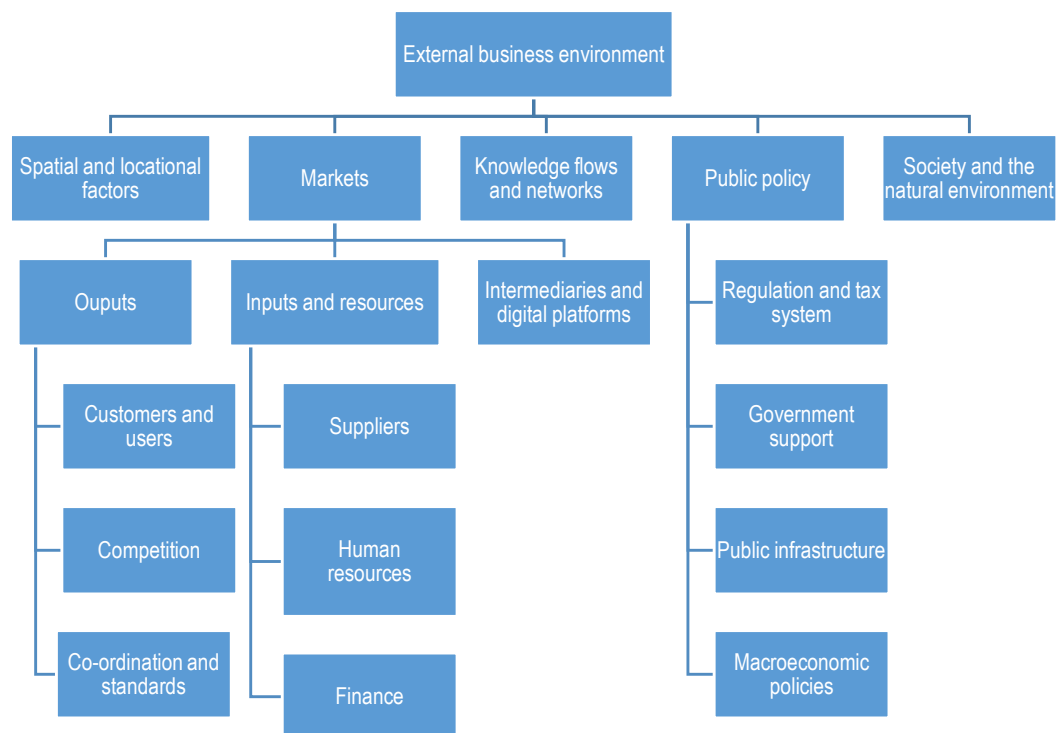 External business environment
Spatial and locational
factors
Markets
Knowledge flows
and networks
Public policy
Society and the
natural environment
Ouputs
Inputs and resources
Intermediaries and
digital platforms
Regulation and tax
system
Customers and
users
Suppliers
Government
support
Competition
Human
resources
Public infrastructure
Co-ordination and
standards
Finance
Macroeconomic
policies